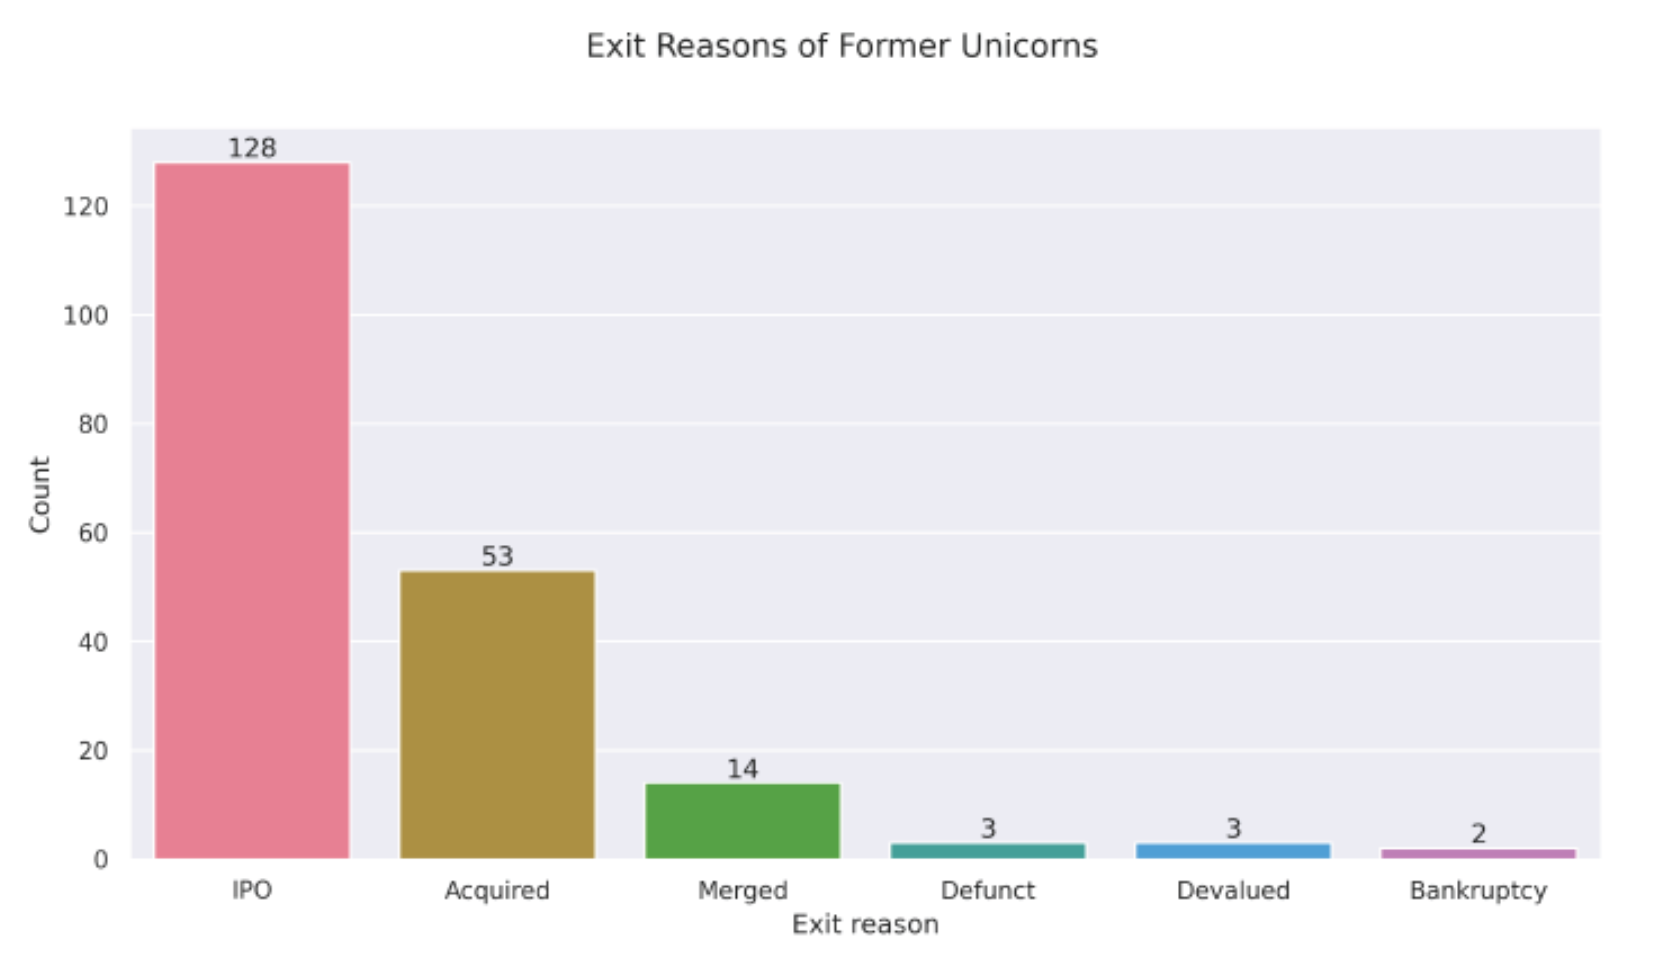 Exit Reasons of Former Unicorns
128
120
100
80
60
53
40
20
14
3
3
2
0
Count
IPO
Acquired
Merged
Defunct
Devalued
Bankruptcy
Exit reason